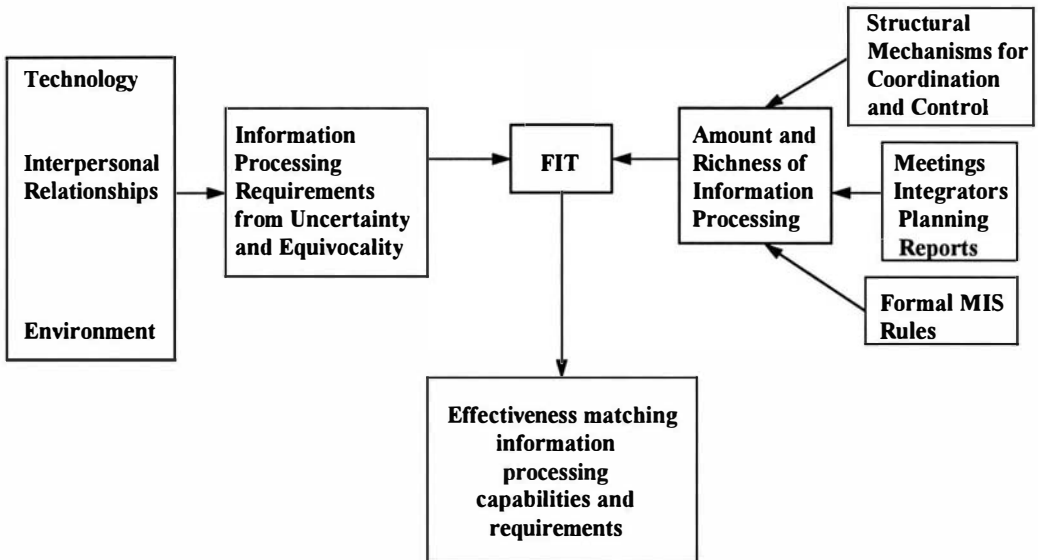 Technology
Interpersonal
Relationships
Environment
Information
Processing
Requirements
from Uncertainty
and Equivocality
FIT
Amount and
Richness of
Information
Processing
Structural
Mechanisms for
Coordination
and Control
Meetings
Integrators
Planning
Reports
Formal MIS
Rules
Effectiveness matching
information
processing
capabilities and
requirements